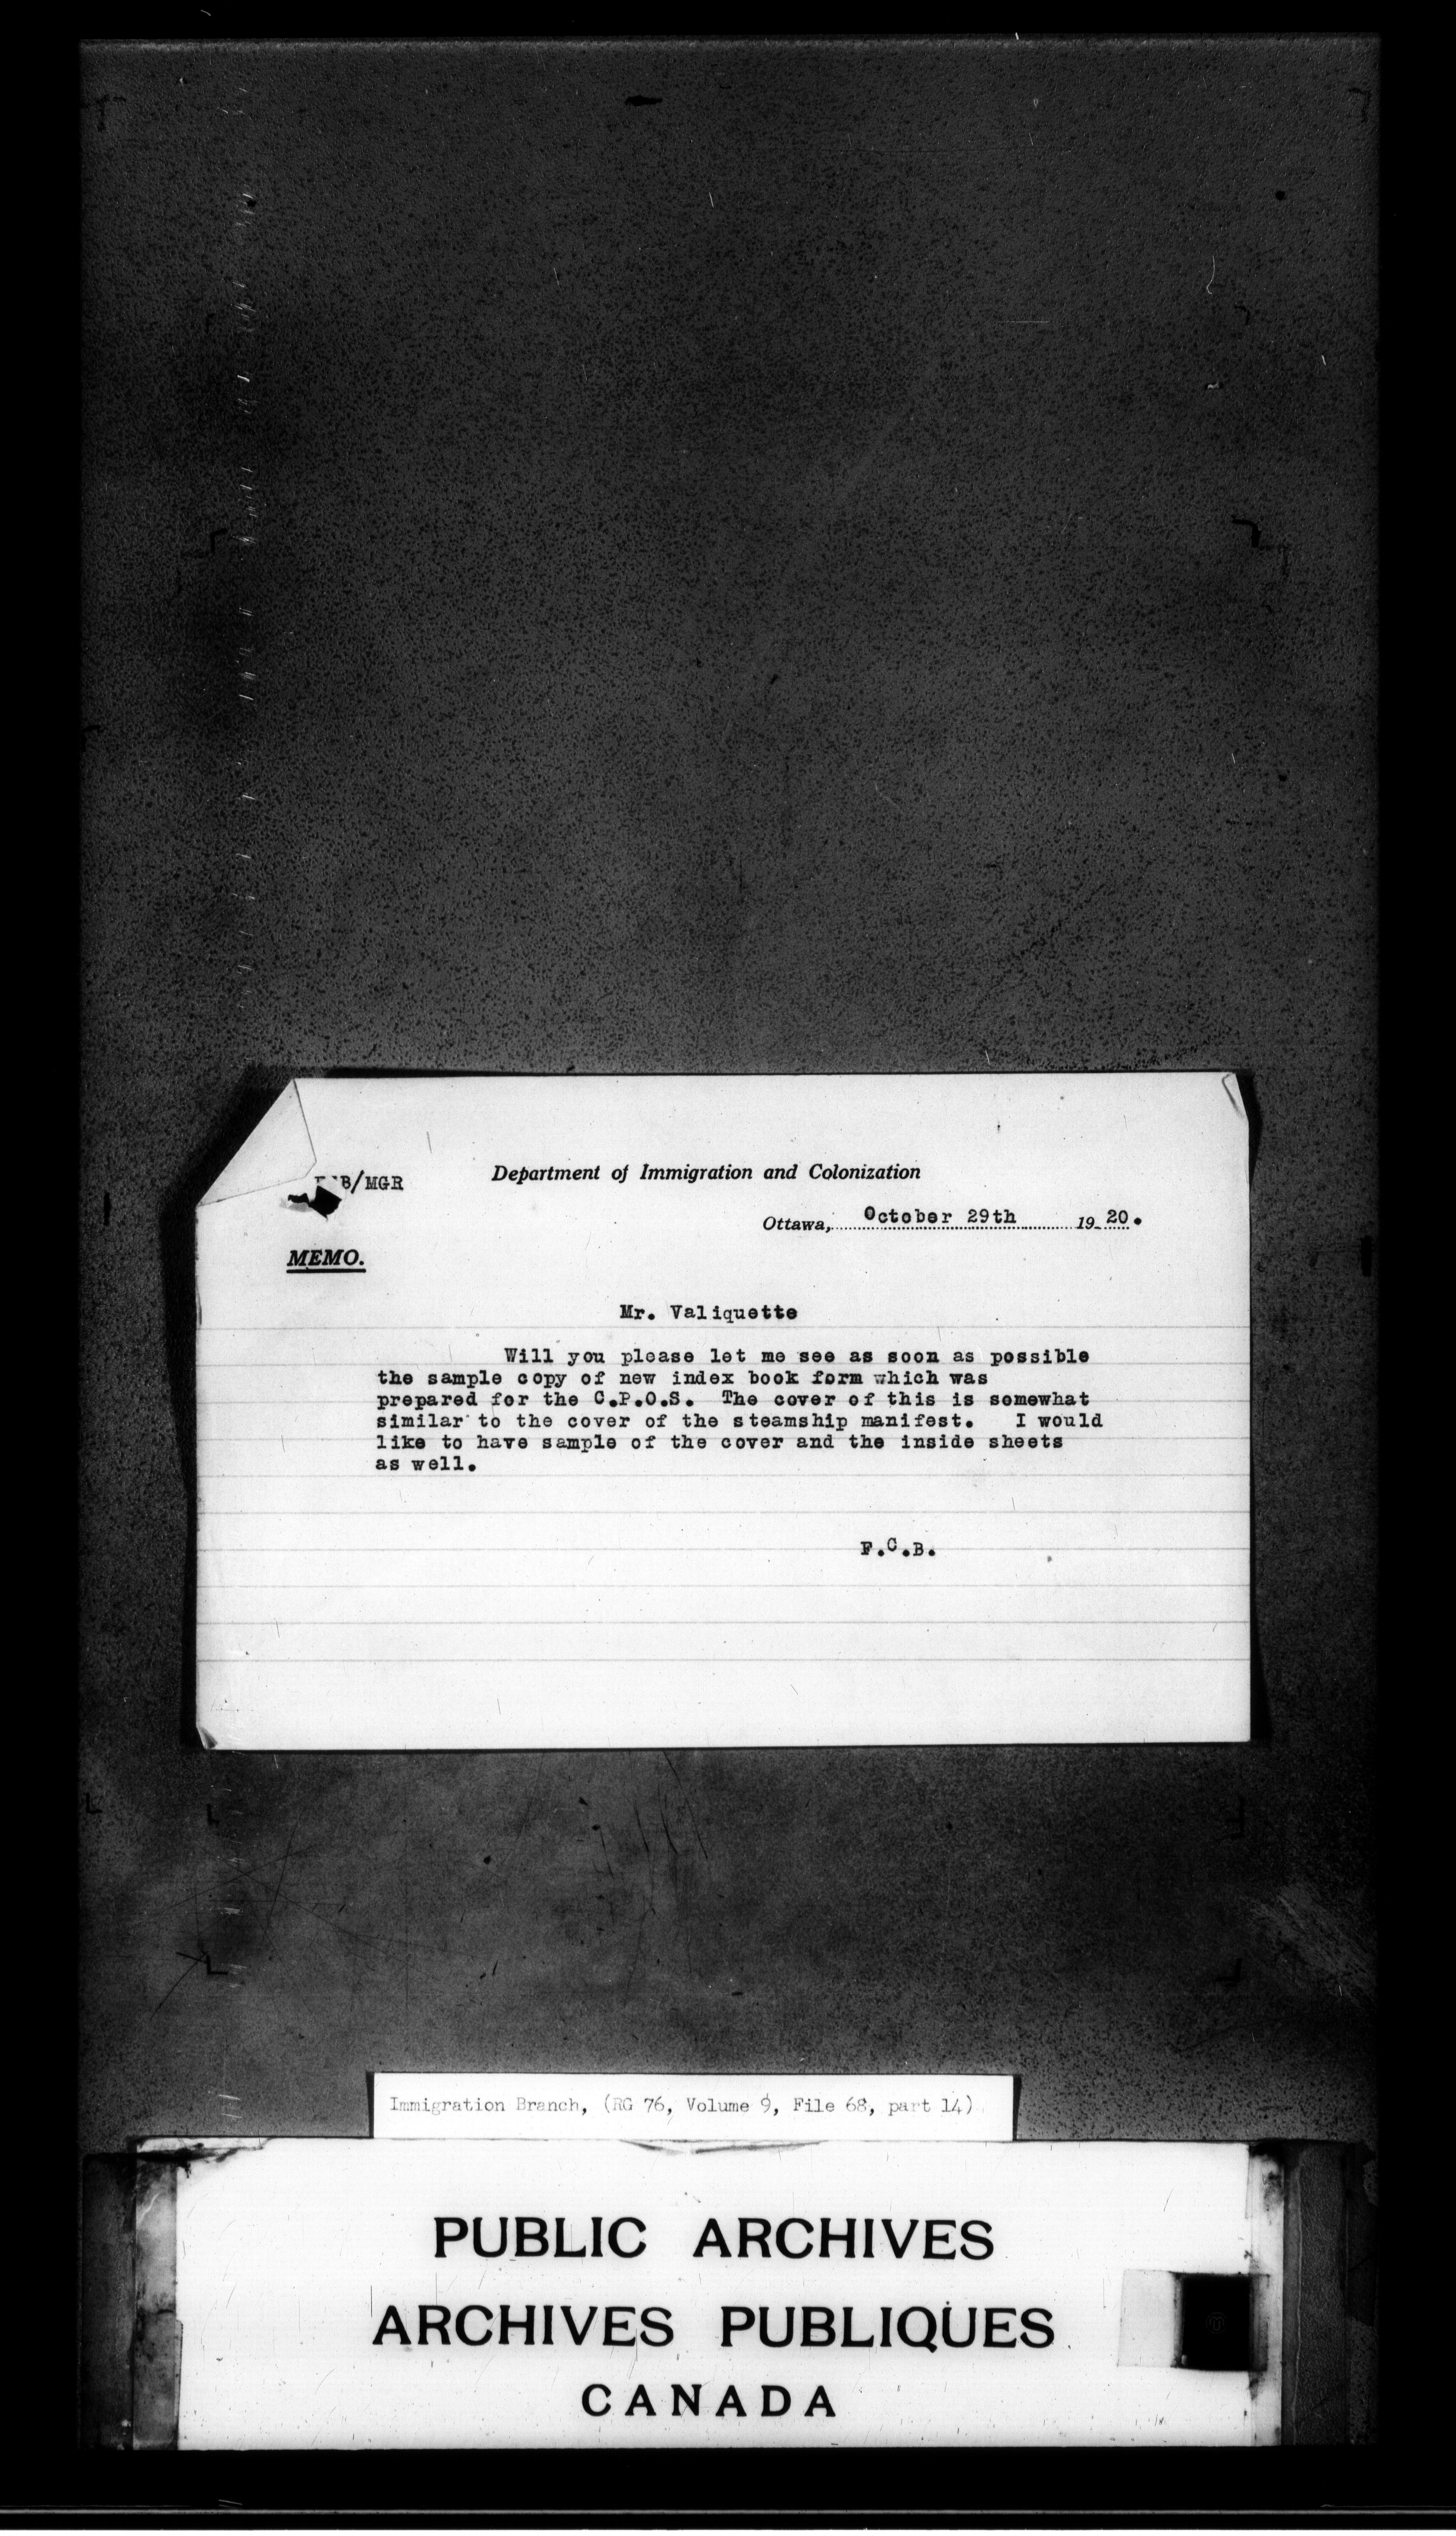 B/MGR
Department of Immigration and Colonization
Ottawa, October 29th 19 20.
MEMO.
Mr. Valiquette
Will you please let me see as soon as possible
the sample copy of new index book form which was
prepared for the C.P.O.S. The cover of this is somewhat
similar to the cover of the steamship manifest. I would
like to have sample of the cover and the inside sheets
as well.
F.C.B.
Immigration Branch, (RG 76, Volume 9, File 68, part 14)
PUBLIC ARCHIVES
ARCHIVES PUBLIQUES
CANADA